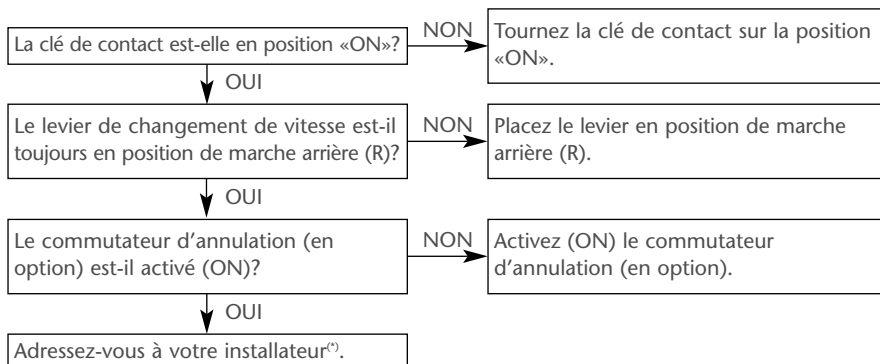 La clé de contact est-elle en position «ON»?
NON
Tournez la clé de contact sur la position
«ON».
OUI
Le levier de changement de vitesse est-il
toujours en position de marche arrière (R)?
NON
Placez le levier en position de marche
arrière (R).
OUI
Le commutateur d’annulation (en
option) est-il activé (ON)?
NON
Activez (ON) le commutateur
d’annulation (en option).
OUI
Adressez-vous à votre installateur(*).